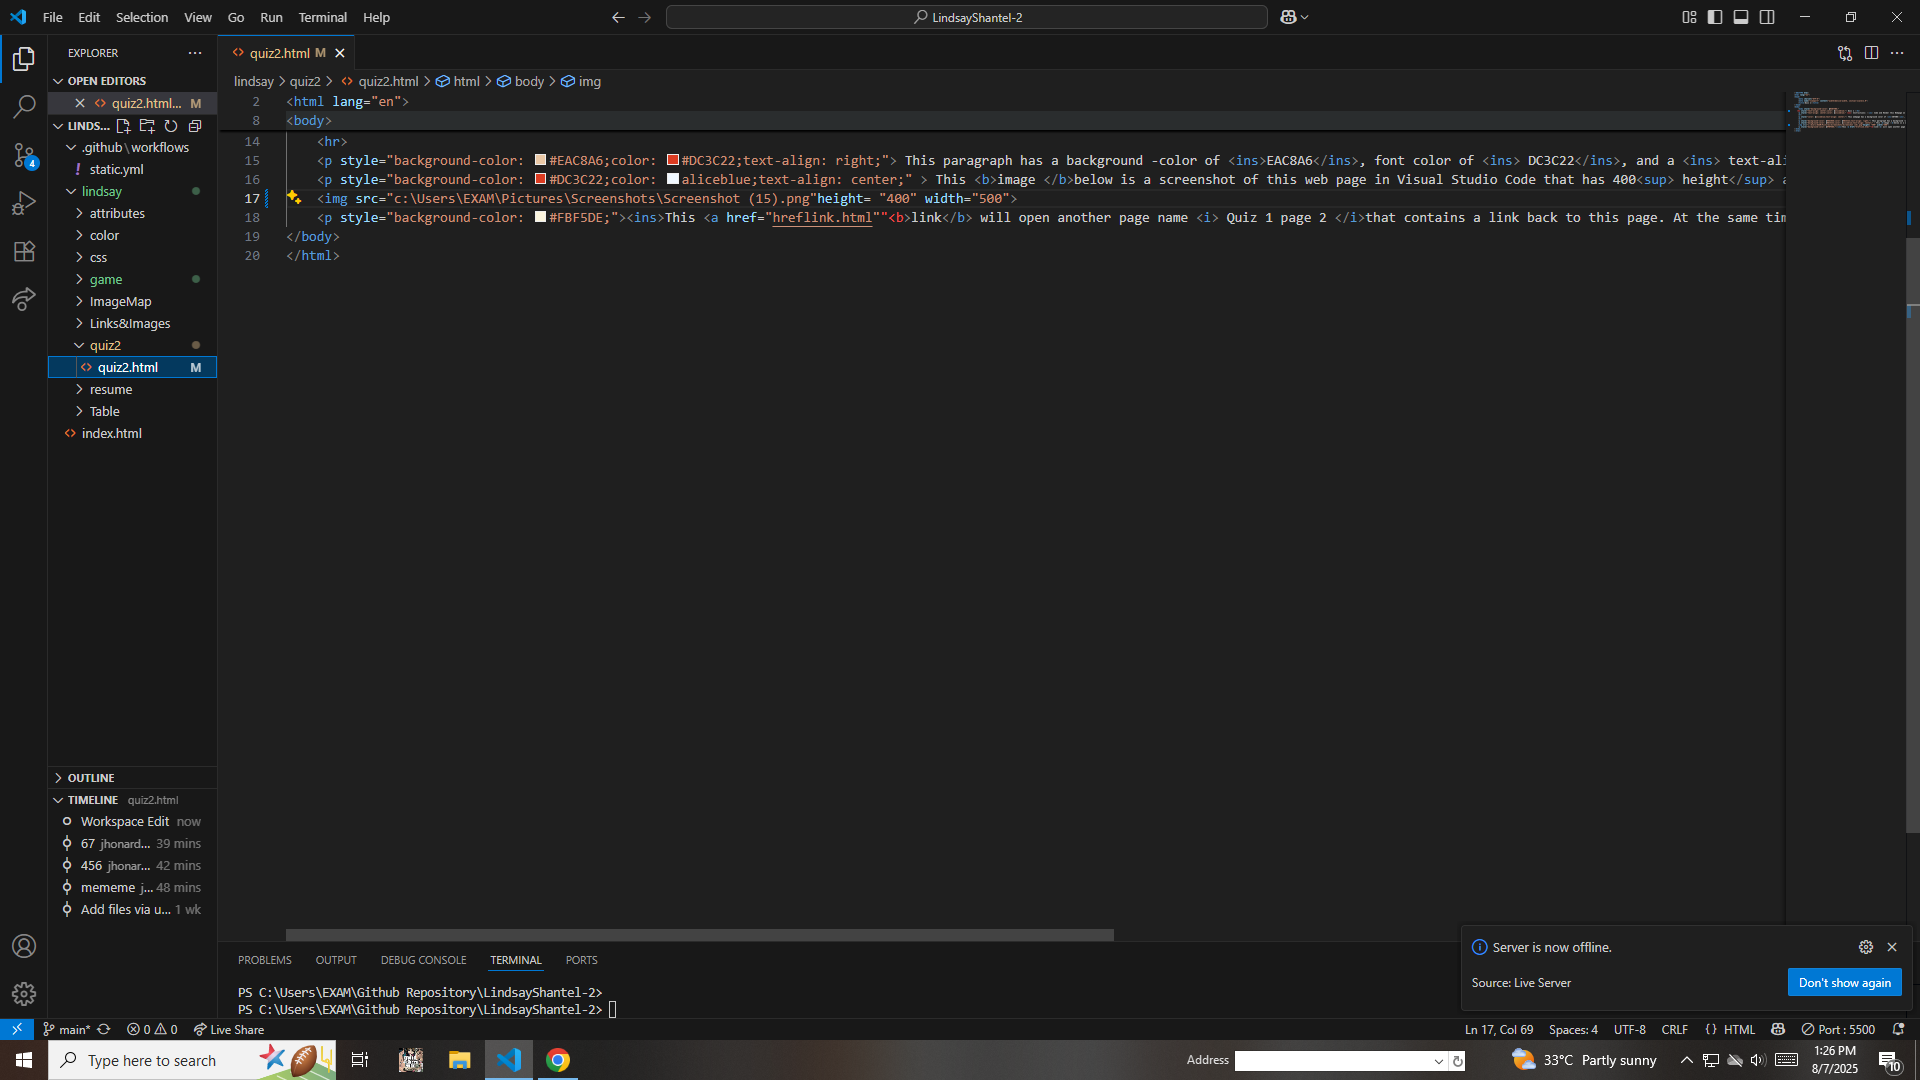 File Edit Selection View Go Run Terminal Help
LindsayShantel-2
EXPLORER
quiz2.html M
OPEN EDITORS
quiz2.html... M
LINDS...
.github\workflows
static.yml
lindsay
attributes
color
css
game
ImageMap
Links&Images
quiz2
quiz2.html M
resume
Table
index.html
OUTLINE
TIMELINE quiz2.html
Workspace Edit now
67 jhonard... 39 mins
456 jhonar... 42 mins
mememe j... 48 mins
Add files via u... 1 wk
lindsay > quiz2 > quiz2.html > html > body > img
2 <html lang="en">
8 <body>
14 <hr>
15 <p style="background-color: #EAC8A6;color: #DC3C22;text-align: right;"> This paragraph has a background -color of <ins>EAC8A6</ins>, font color of <ins> DC3C22</ins>, and a <ins> text-ali
16 <p style="background-color: #DC3C22;color: aliceblue;text-align: center;" > This <b>image </b>below is a screenshot of this web page in Visual Studio Code that has 400<sup> height</sup> a
17 <img src="c:\Users\EXAM\Pictures\Screenshots\Screenshot (15).png"height= "400" width="500">
18 <p style="background-color: #FBF5DE;"><ins>This <a href="hreflink.html""<b>link</b> will open another page name <i> Quiz 1 page 2 </i>that contains a link back to this page. At the same tim
19 </body>
20 </html>
PROBLEMS OUTPUT DEBUG CONSOLE TERMINAL PORTS
PS C:\Users\EXAM\Github Repository\LindsayShantel-2>
PS C:\Users\EXAM\Github Repository\LindsayShantel-2>
Server is now offline.
Source: Live Server
Don't show again
4
main* 0 0 Live Share
Ln 17, Col 69 Spaces: 4 UTF-8 CRLF {} HTML Port : 5500
Type here to search
Address
33°C Partly sunny
1:26 PM
8/7/2025
10